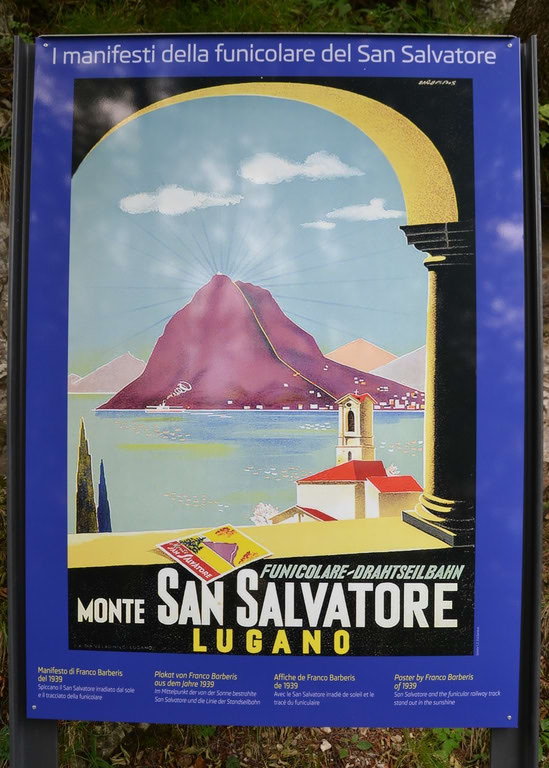 I manifesti della funicolare del San Salvatore
BARBERIS
MONTE
SAN SALVATORE
FUNICOLARE-DRAHTSEILBAHN
MONTE SAN SALVATORE
LUGANO
Manifesto di Franco Barberis
del 1939
Spiccano il San Salvatore irradiato dal sole
e il tracciato della funicolare
Plakat von Franco Barberis
aus dem Jahre 1939
Im Mittelpunkt der von der Sonne bestrahlte
San Salvatore und die Linie der Standseilbahn
Affiche de Franco Barberis
de 1939
Avec le San Salvatore irradié de soleil et le
tracé du funiculaire
Poster by Franco Barberis
of 1939
San Salvatore and the funicular railway track
stand out in the sunshine